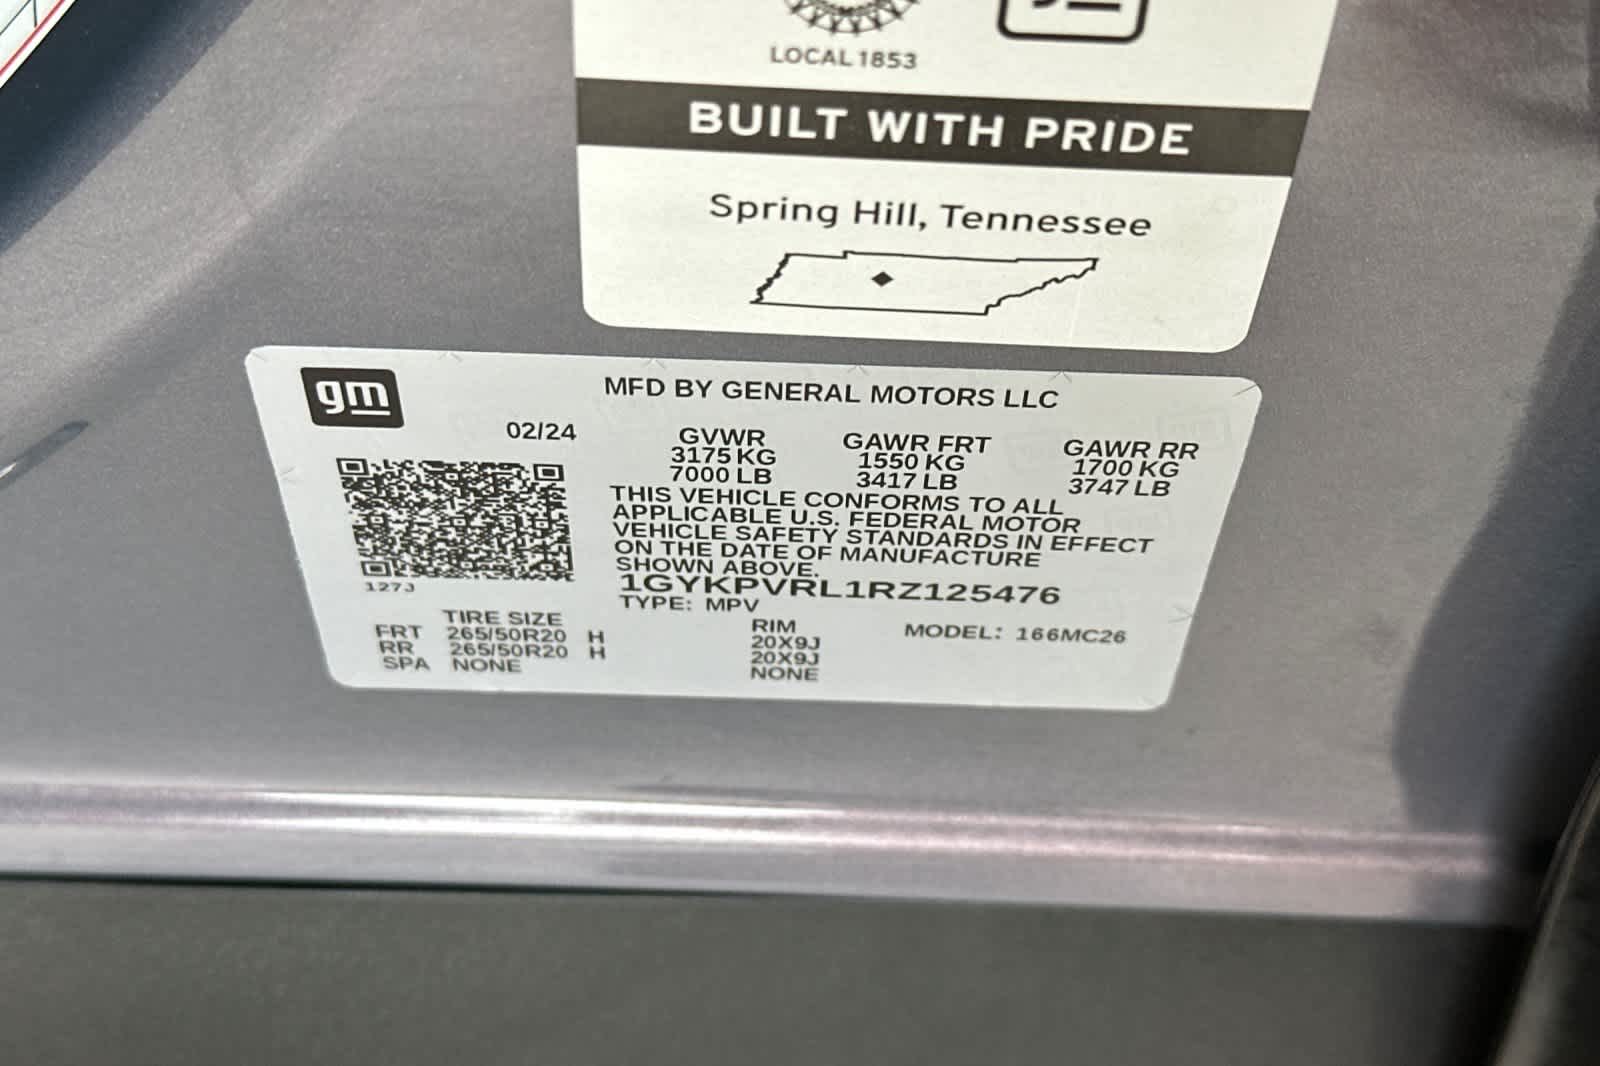 LOCAL 1853
BUILT WITH PRIDE
Spring Hill, Tennessee
gm
MFD BY GENERAL MOTORS LLC
02/24
GVWR GAWR FRT GAWR RR
3175 KG 1550 KG 1700 KG
7000 LB 3417 LB 3747 LB
THIS VEHICLE CONFORMS TO ALL
APPLICABLE U.S. FEDERAL MOTOR
VEHICLE SAFETY STANDARDS IN EFFECT
ON THE DATE OF MANUFACTURE
SHOWN ABOVE.
127J
1GYKPVRL1RZ125476
TYPE: MPV
TIRE SIZE RIM MODEL: 166MC26
FRT 265/50R20 H 20X9J
RR 265/50R20 H 20X9J
SPA NONE NONE